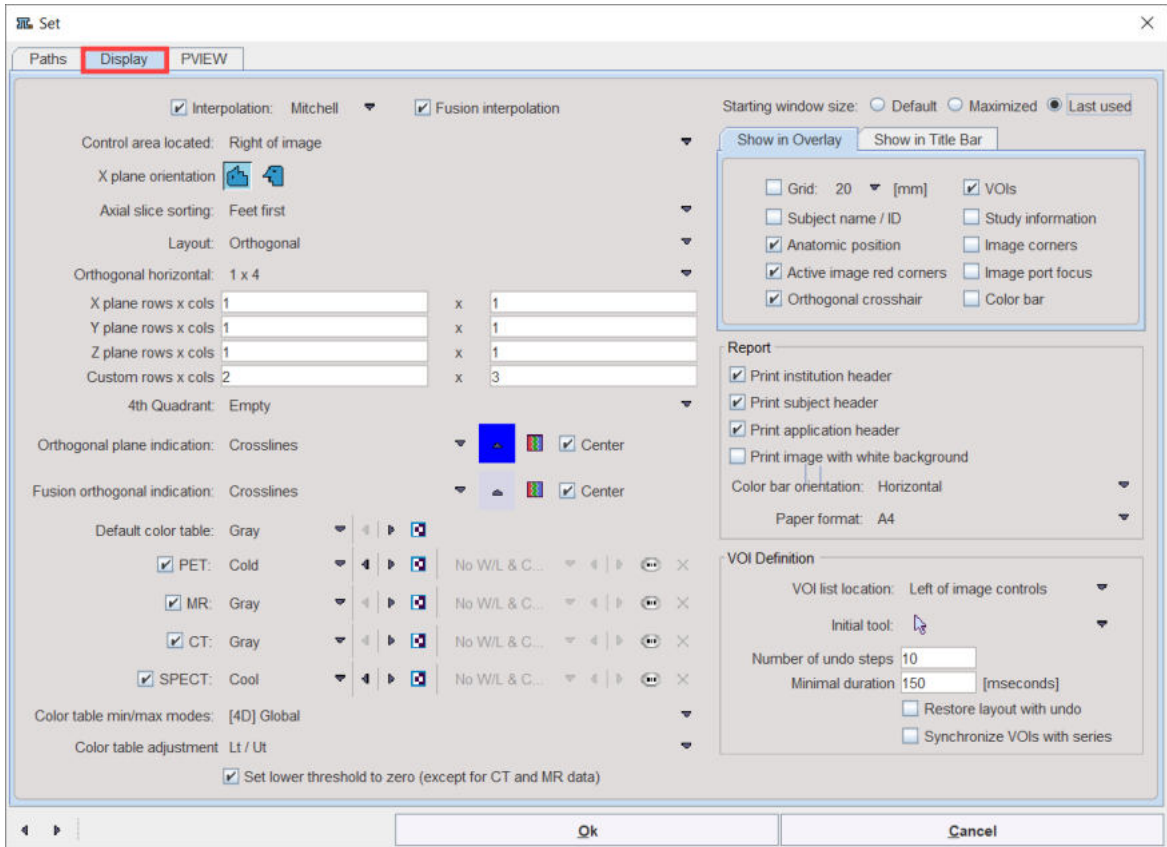 Set
Paths Display PVIEW
Interpolation: Mitchell Fusion interpolation
Control area located: Right of image
X plane orientation
Axial slice sorting: Feet first
Layout: Orthogonal
Orthogonal horizontal: 1 x 4
X plane rows x cols 1 x 1
Y plane rows x cols 1 x 1
Z plane rows x cols 1 x 1
Custom rows x cols 2 x 3
4th Quadrant: Empty
Orthogonal plane indication: Crosslines Center
Fusion orthogonal indication: Crosslines Center
Default color table: Gray
PET: Cold No W/L & C...
MR: Gray No W/L & C...
CT: Gray No W/L & C...
SPECT: Cool No W/L & C...
Color table min/max modes: [4D] Global
Color table adjustment Lt / Ut
Set lower threshold to zero (except for CT and MR data)
Starting window size: Default Maximized Last used
Show in Overlay Show in Title Bar
Grid: 20 [mm] VOIs
Subject name / ID Study information
Anatomic position Image corners
Active image red corners Image port focus
Orthogonal crosshair Color bar
Report
Print institution header
Print subject header
Print application header
Print image with white background
Color bar orientation: Horizontal
Paper format: A4
VOI Definition
VOI list location: Left of image controls
Initial tool:
Number of undo steps 10
Minimal duration 150 [mseconds]
Restore layout with undo
Synchronize VOIs with series
Ok Cancel